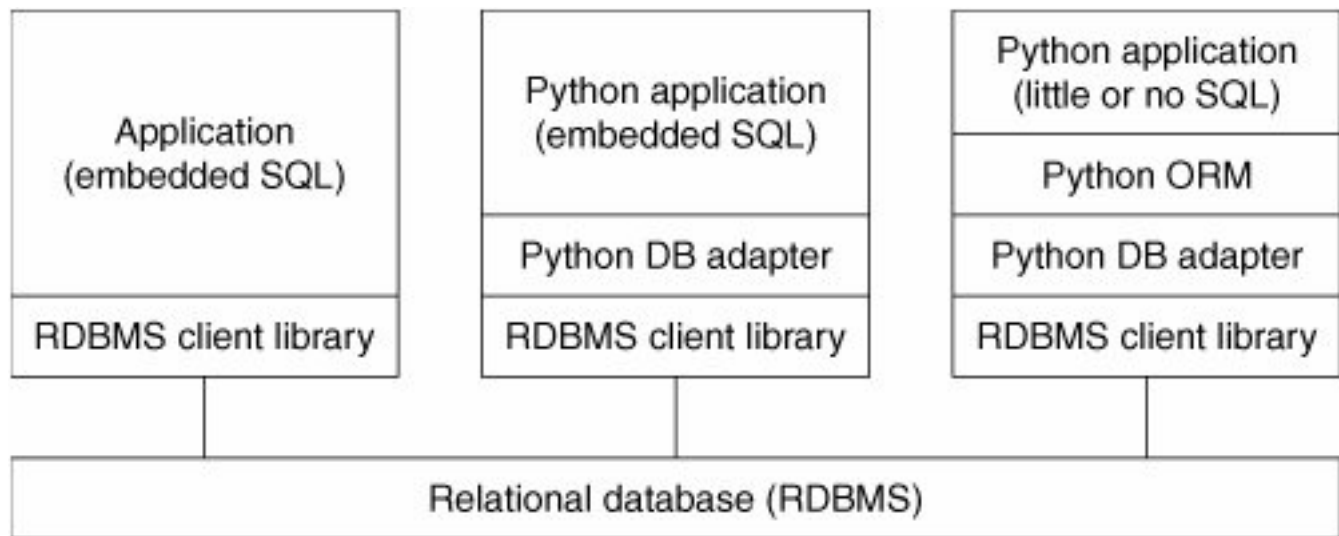 Application
(embedded SQL)
RDBMS client library
Python application
(embedded SQL)
Python DB adapter
RDBMS client library
Python application
(little or no SQL)
Python ORM
Python DB adapter
RDBMS client library
Relational database (RDBMS)